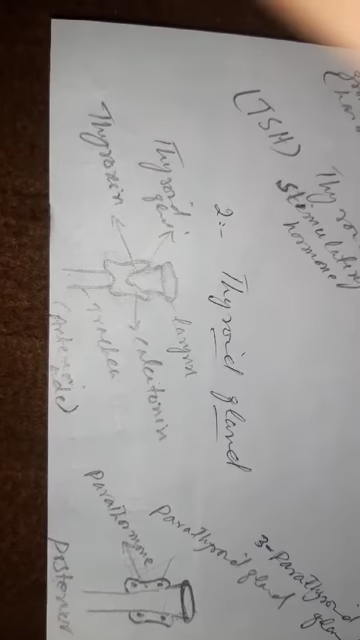 (TSH) Thyro
stimulating
hormone
2:- Thyroid gland
Thyroid
gland
larynx
Thyroxin
calcitonin
Trachea
side)
3-Parathyroid
Parathyroid gland
Parathormone
Posterior